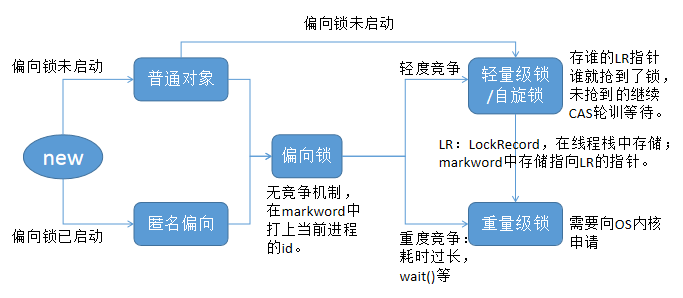 偏向锁未启动
偏向锁未启动
普通对象
轻度竞争
轻量级锁
/自旋锁
存谁的LR指针
谁就抢到了锁，
未抢到的继续
CAS轮训等待。
new
偏向锁
LR：LockRecord，在线程栈中存储；
markword中存储指向LR的指针。
无竞争机制，
在markword中
打上当前进程
的id。
偏向锁已启动
匿名偏向
重度竞争：
耗时过长，
wait()等
重量级锁
需要向OS内核
申请